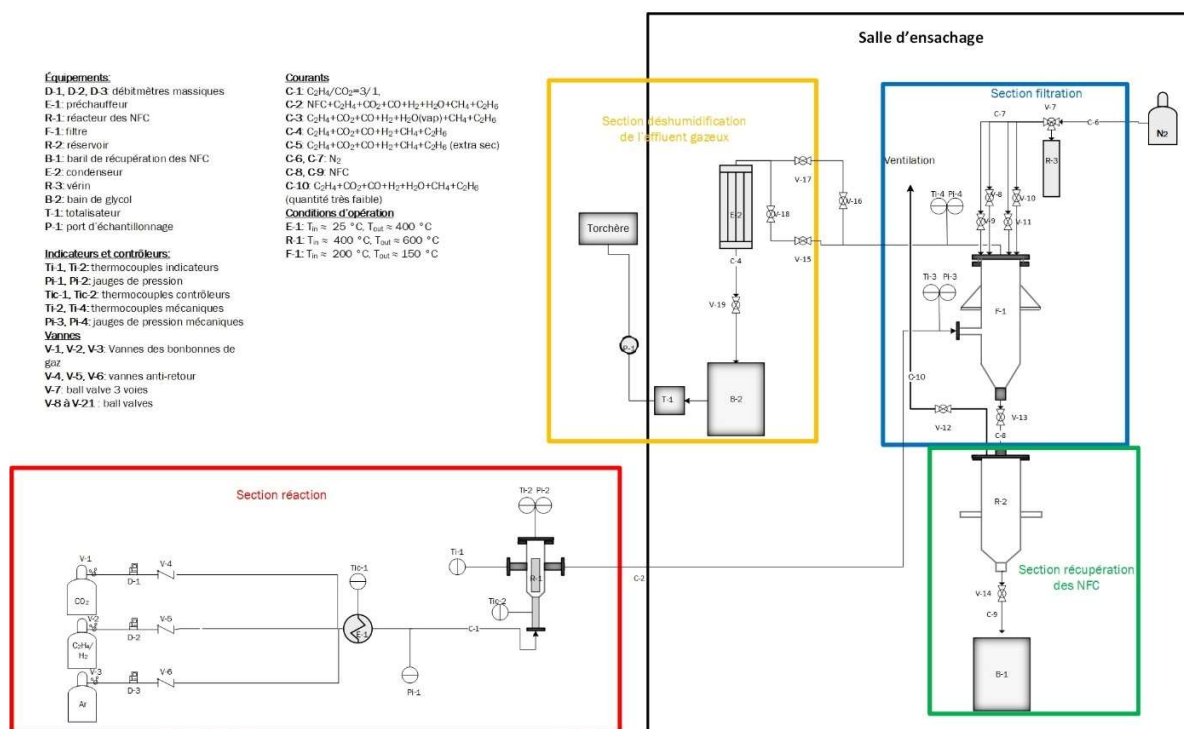 Salle d'ensachage
Équipements:
D-1, D-2, D-3: débitmètres massiques
E-1: préchauffeur
R-1: réacteur des NFC
F-1: filtre
R-2: réservoir
B-1: baril de récupération des NFC
E-2: condenseur
R-3: vérin
B-2: bain de glycol
T-1: totalisateur
P-1: port d'échantillonnage
Indicateurs et contrôleurs:
Ti-1, Ti-2: thermocouples indicateurs
Pi-1, Pi-2: jauges de pression
Tic-1, Tic-2: thermocouples contrôleurs
Ti-2, Ti-4: thermocouples mécaniques
Pi-3, Pi-4: jauges de pression mécaniques
Vannes
V-1, V-2, V-3: Vannes des bonbonnes de
gaz
V-4, V-5, V-6: vannes anti-retour
V-7: ball valve 3 voies
V-8 à V-21 : ball valves
Courants
C-1: C₂H₄/CO₂=3/1,
C-2: NFC+C₂H₄+CO₂+CO+H₂+H₂O+CH₄+C₂H₆
C-3: C₂H₄+CO₂+CO+H₂+H₂O(vap)+CH₄+C₂H₆
C-4: C₂H₄+CO₂+CO+H₂+CH₄+C₂H₆
C-5: C₂H₄+CO₂+CO+H₂+CH₄+C₂H₆ (extra sec)
C-6, C-7: N₂
C-8, C-9: NFC
C-10: C₂H₄+CO₂+CO+H₂+H₂O+CH₄+C₂H₆
(quantité très faible)
Conditions d'opération
E-1: Tin ≈ 25 °C, Tout ≈ 400 °C
R-1: Tin ≈ 400 °C, Tout ≈ 600 °C
F-1: Tin ≈ 200 °C, Tout ≈ 150 °C
Section déshumidification
de l'effluent gazeux
Torchère
E-2
V-17
V-18
V-16
V-15
C-4
V-19
P-1
T-1
B-2
Section filtration
C-7
V-7
C-6
N2
R-3
Ventilation
Ti-4 Pi-4
V-8
V-10
V-9
V-11
Ti-3 Pi-3
F-1
C-10
V-12
V-13
C-8
R-2
Section récupération
des NFC
V-14
C-9
B-1
Section réaction
Ti-2 Pi-2
Ti-1
R-1
C-2
Tic-1
Tic-2
V-1
V-4
D-1
CO₂
V-2
V-5
C₂H₄/
H₂
D-2
E-1
C-1
V-3
V-6
D-3
Ar
Pi-1